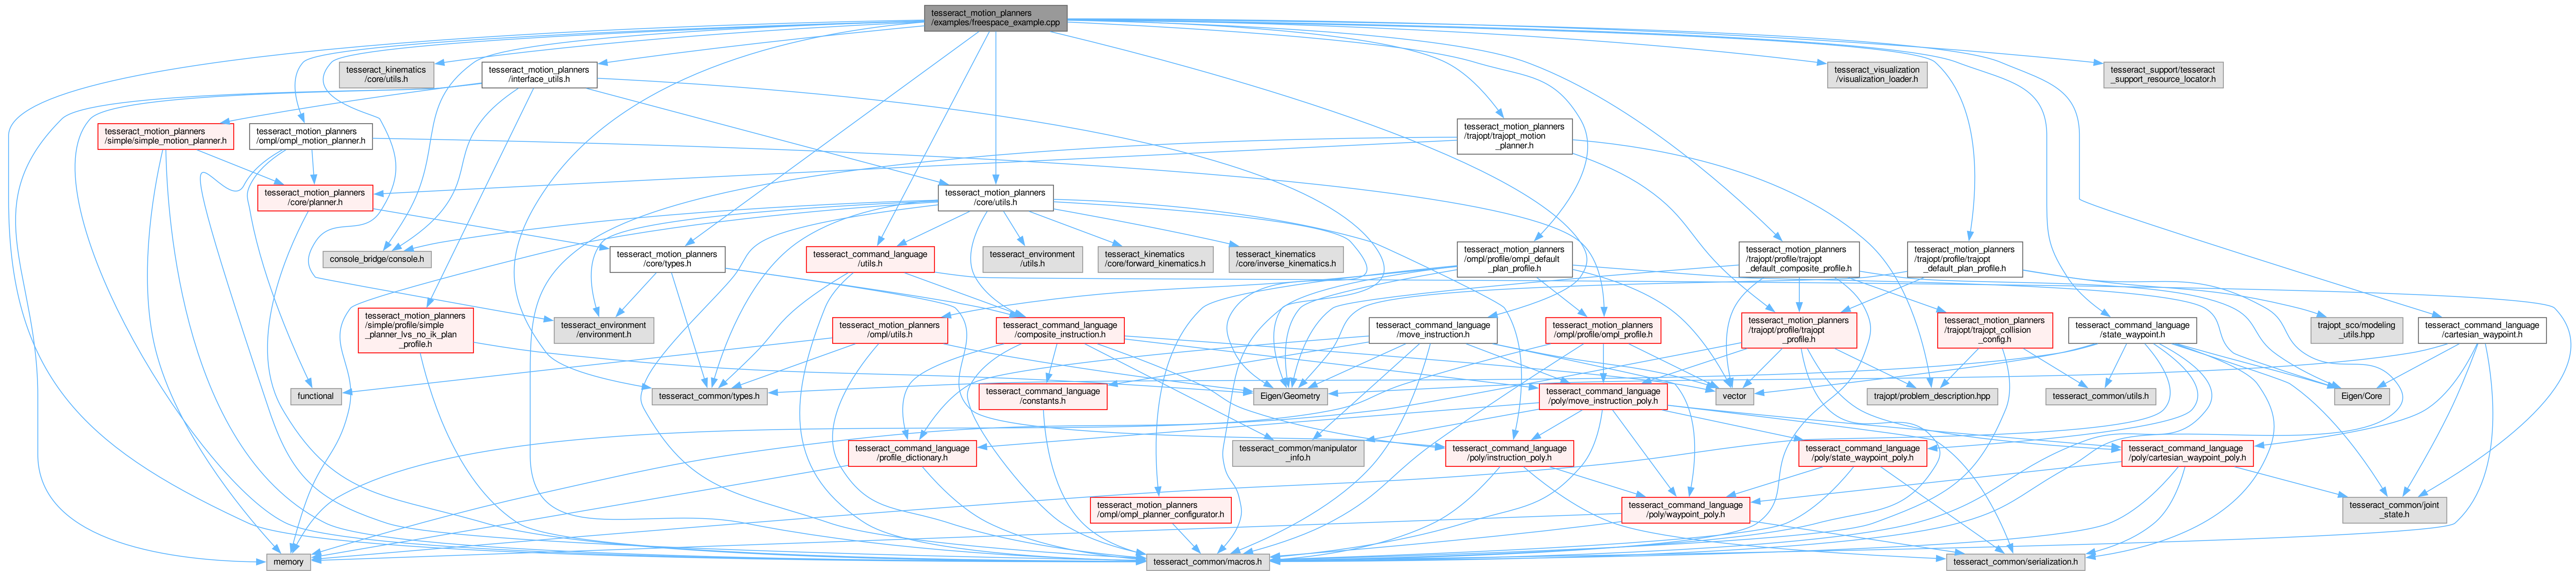 tesseract_motion_planners
/examples/freespace_example.cpp
tesseract_kinematics
/core/utils.h
tesseract_motion_planners
/interface_utils.h
tesseract_visualization
/visualization_loader.h
tesseract_support/tesseract
_support_resource_locator.h
tesseract_motion_planners
/simple/simple_motion_planner.h
tesseract_motion_planners
/ompl/ompl_motion_planner.h
tesseract_motion_planners
/trajopt/trajopt_motion
_planner.h
tesseract_motion_planners
/core/planner.h
tesseract_motion_planners
/core/utils.h
console_bridge/console.h
tesseract_motion_planners
/core/types.h
tesseract_command_language
/utils.h
tesseract_environment
/utils.h
tesseract_kinematics
/core/forward_kinematics.h
tesseract_kinematics
/core/inverse_kinematics.h
tesseract_motion_planners
/ompl/profile/ompl_default
_plan_profile.h
tesseract_motion_planners
/trajopt/profile/trajopt
_default_composite_profile.h
tesseract_motion_planners
/trajopt/profile/trajopt
_default_plan_profile.h
tesseract_motion_planners
/simple/profile/simple
_planner_lvs_no_ik_plan
_profile.h
tesseract_environment
/environment.h
tesseract_motion_planners
/ompl/utils.h
tesseract_command_language
/composite_instruction.h
tesseract_command_language
/move_instruction.h
tesseract_motion_planners
/ompl/profile/ompl_profile.h
tesseract_motion_planners
/trajopt/profile/trajopt
_profile.h
tesseract_motion_planners
/trajopt/trajopt_collision
_config.h
tesseract_command_language
/state_waypoint.h
trajopt_sco/modeling
_utils.hpp
tesseract_command_language
/cartesian_waypoint.h
functional
tesseract_common/types.h
tesseract_command_language
/constants.h
Eigen/Geometry
tesseract_command_language
/poly/move_instruction_poly.h
vector
trajopt/problem_description.hpp
tesseract_common/utils.h
Eigen/Core
tesseract_command_language
/profile_dictionary.h
tesseract_common/manipulator
_info.h
tesseract_command_language
/poly/instruction_poly.h
tesseract_command_language
/poly/state_waypoint_poly.h
tesseract_command_language
/poly/cartesian_waypoint_poly.h
tesseract_motion_planners
/ompl/ompl_planner_configurator.h
tesseract_command_language
/poly/waypoint_poly.h
tesseract_common/joint
_state.h
memory
tesseract_common/macros.h
tesseract_common/serialization.h